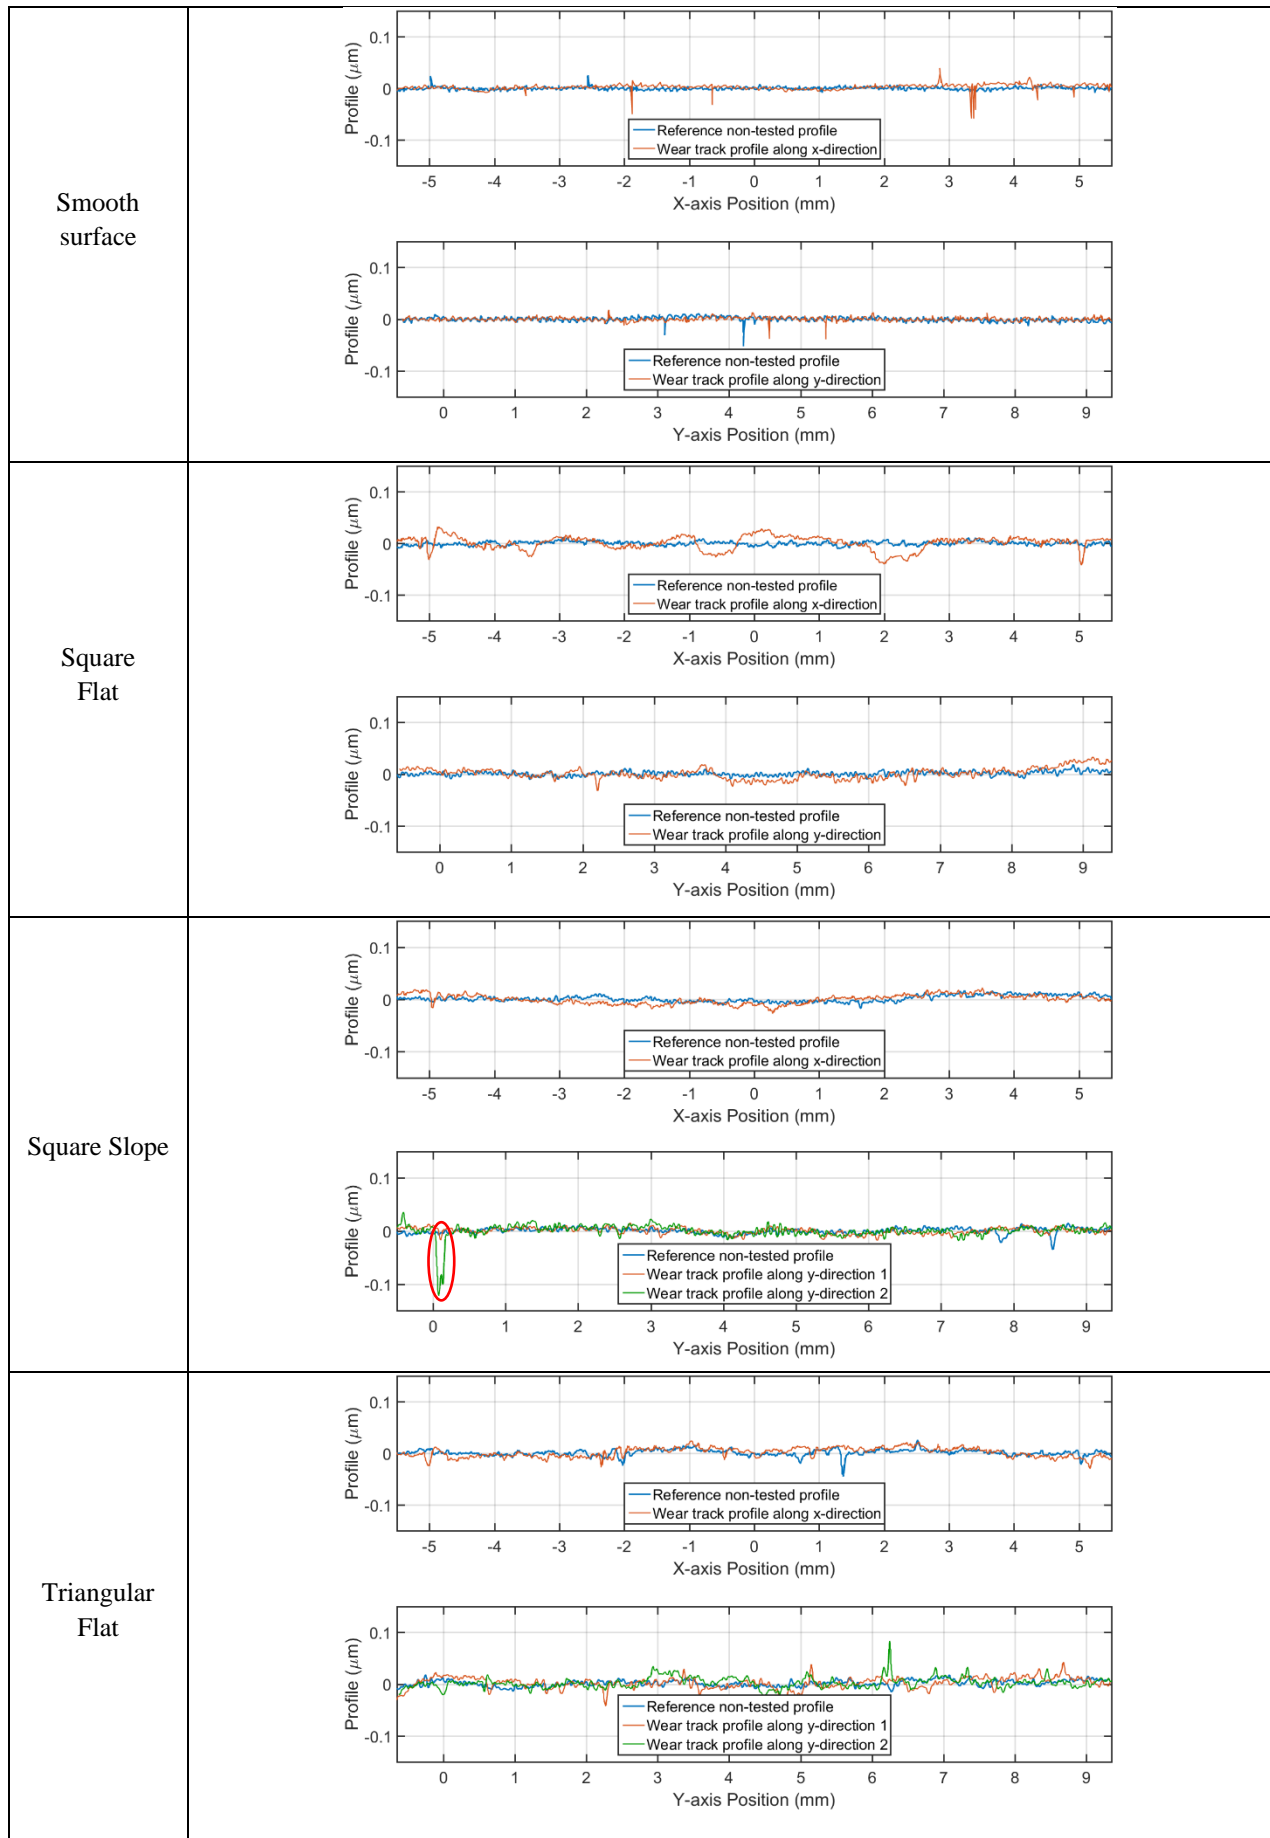 Smooth
surface
Profile (μm)
0.1
0
-0.1
Reference non-tested profile
Wear track profile along x-direction
-5 -4 -3 -2 -1 0 1 2 3 4 5
X-axis Position (mm)
Profile (μm)
0.1
0
-0.1
Reference non-tested profile
Wear track profile along y-direction
0 1 2 3 4 5 6 7 8 9
Y-axis Position (mm)
Square
Flat
Profile (μm)
0.1
0
-0.1
Reference non-tested profile
Wear track profile along x-direction
-5 -4 -3 -2 -1 0 1 2 3 4 5
X-axis Position (mm)
Profile (μm)
0.1
0
-0.1
Reference non-tested profile
Wear track profile along y-direction
0 1 2 3 4 5 6 7 8 9
Y-axis Position (mm)
Square Slope
Profile (μm)
0.1
0
-0.1
Reference non-tested profile
Wear track profile along x-direction
-5 -4 -3 -2 -1 0 1 2 3 4 5
X-axis Position (mm)
Profile (μm)
0.1
0
-0.1
Reference non-tested profile
Wear track profile along y-direction 1
Wear track profile along y-direction 2
0 1 2 3 4 5 6 7 8 9
Y-axis Position (mm)
Triangular
Flat
Profile (μm)
0.1
0
-0.1
Reference non-tested profile
Wear track profile along x-direction
-5 -4 -3 -2 -1 0 1 2 3 4 5
X-axis Position (mm)
Profile (μm)
0.1
0
-0.1
Reference non-tested profile
Wear track profile along y-direction 1
Wear track profile along y-direction 2
0 1 2 3 4 5 6 7 8 9
Y-axis Position (mm)